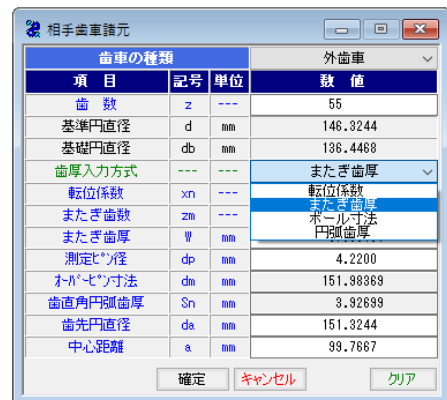 相手歯車諸元
歯車の種類 外歯車
項 目 記号 単位 数 値
歯 数 z --- 55
基準円直径 d mm 146.3244
基礎円直径 db mm 136.4468
歯厚入力方式 --- --- またぎ歯厚
転位係数 xn --- 転位係数
またぎ歯数 zm --- またぎ歯厚
ボール寸法
またぎ歯厚 W mm 円弧歯厚
測定ピン径 dp mm 4.2200
オーバーピン寸法 dm mm 151.98369
歯直角円弧歯厚 Sn mm 3.92699
歯先円直径 da mm 151.3244
中心距離 a mm 99.7667
確定 キャンセル クリア